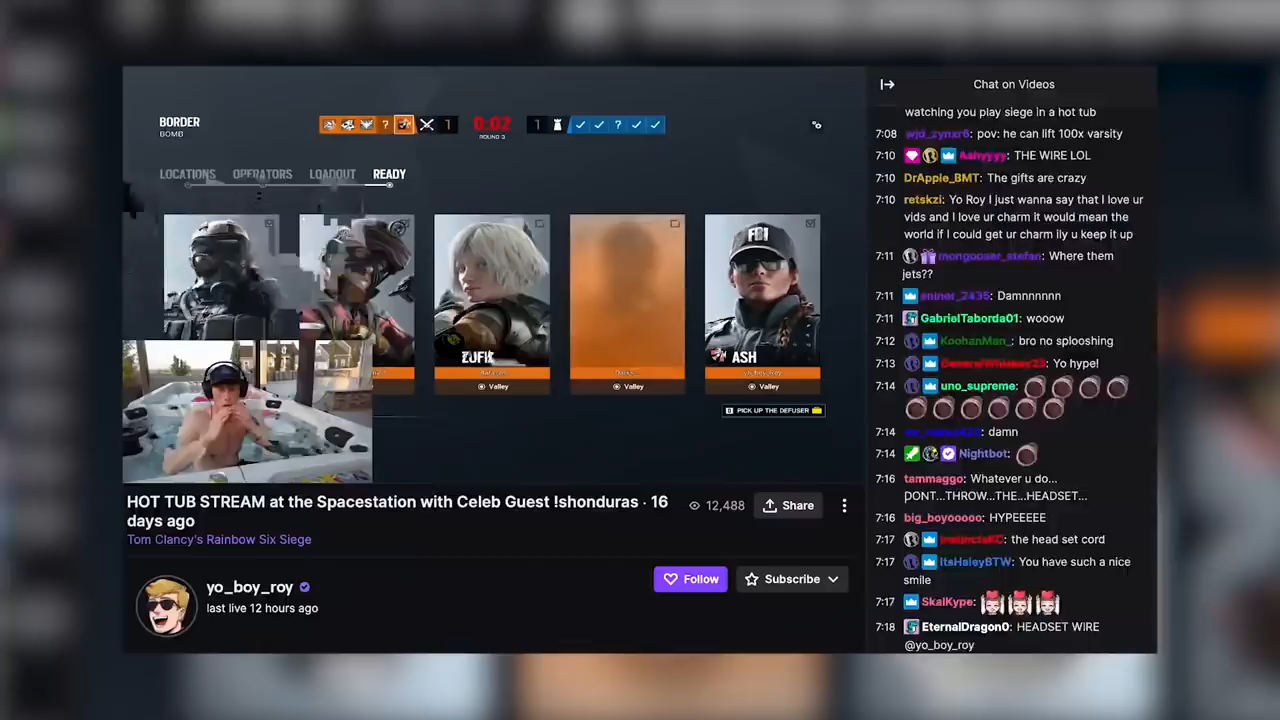 BORDER
BOMB
?
1
0:02
ROUND 3
1
?
LOCATIONS
OPERATORS
LOADOUT
READY
FBI
ASH
Valley
Valley
Valley
PICK UP THE DEFUSER
HOT TUB STREAM at the Spacestation with Celeb Guest !shonduras · 16
days ago
12,488
Share
Tom Clancy's Rainbow Six Siege
yo_boy_roy
last live 12 hours ago
Follow
Subscribe
Chat on Videos
watching you play siege in a hot tub
7:08 wjd_zynxr6: pov: he can lift 100x varsity
7:10 Aahyyyy: THE WIRE LOL
7:10 DrApple_BMT: The gifts are crazy
7:10 retskzi: Yo Roy I just wanna say that I love ur
vids and I love ur charm it would mean the
world if I could get ur charm ily u keep it up
7:11 mongooser_stefan: Where them
jets??
7:11 eniner_2435: Damnnnnnn
7:11 GabrielTaborda01: wooow
7:12 KoohanMan_: bro no splooshing
7:13 Yo hype!
7:14 uno_supreme:
7:14 damn
7:14 Nightbot:
7:16 tammaggo: Whatever u do...
DONT...THROW...THE...HEADSET...
7:16 big_boyooooo: HYPEEEEE
7:17 InstinctsKC: the head set cord
7:17 ItsHaleyBTW: You have such a nice
smile
7:17 SkalKype:
7:18 EternalDragon0: HEADSET WIRE
@yo_boy_roy